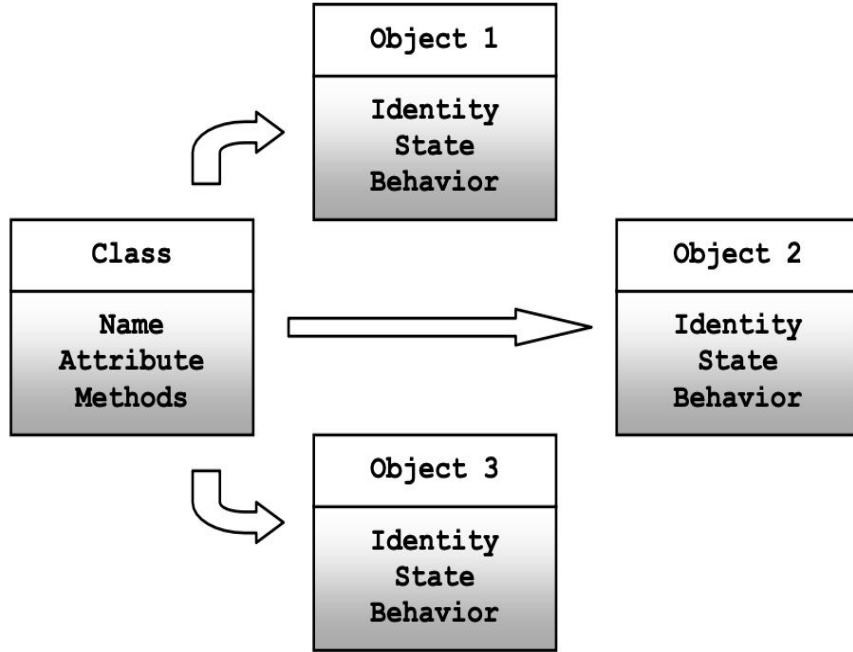 Object 1
Identity
State
Behavior
Class
Name
Attribute
Methods
Object 2
Identity
State
Behavior
Object 3
Identity
State
Behavior